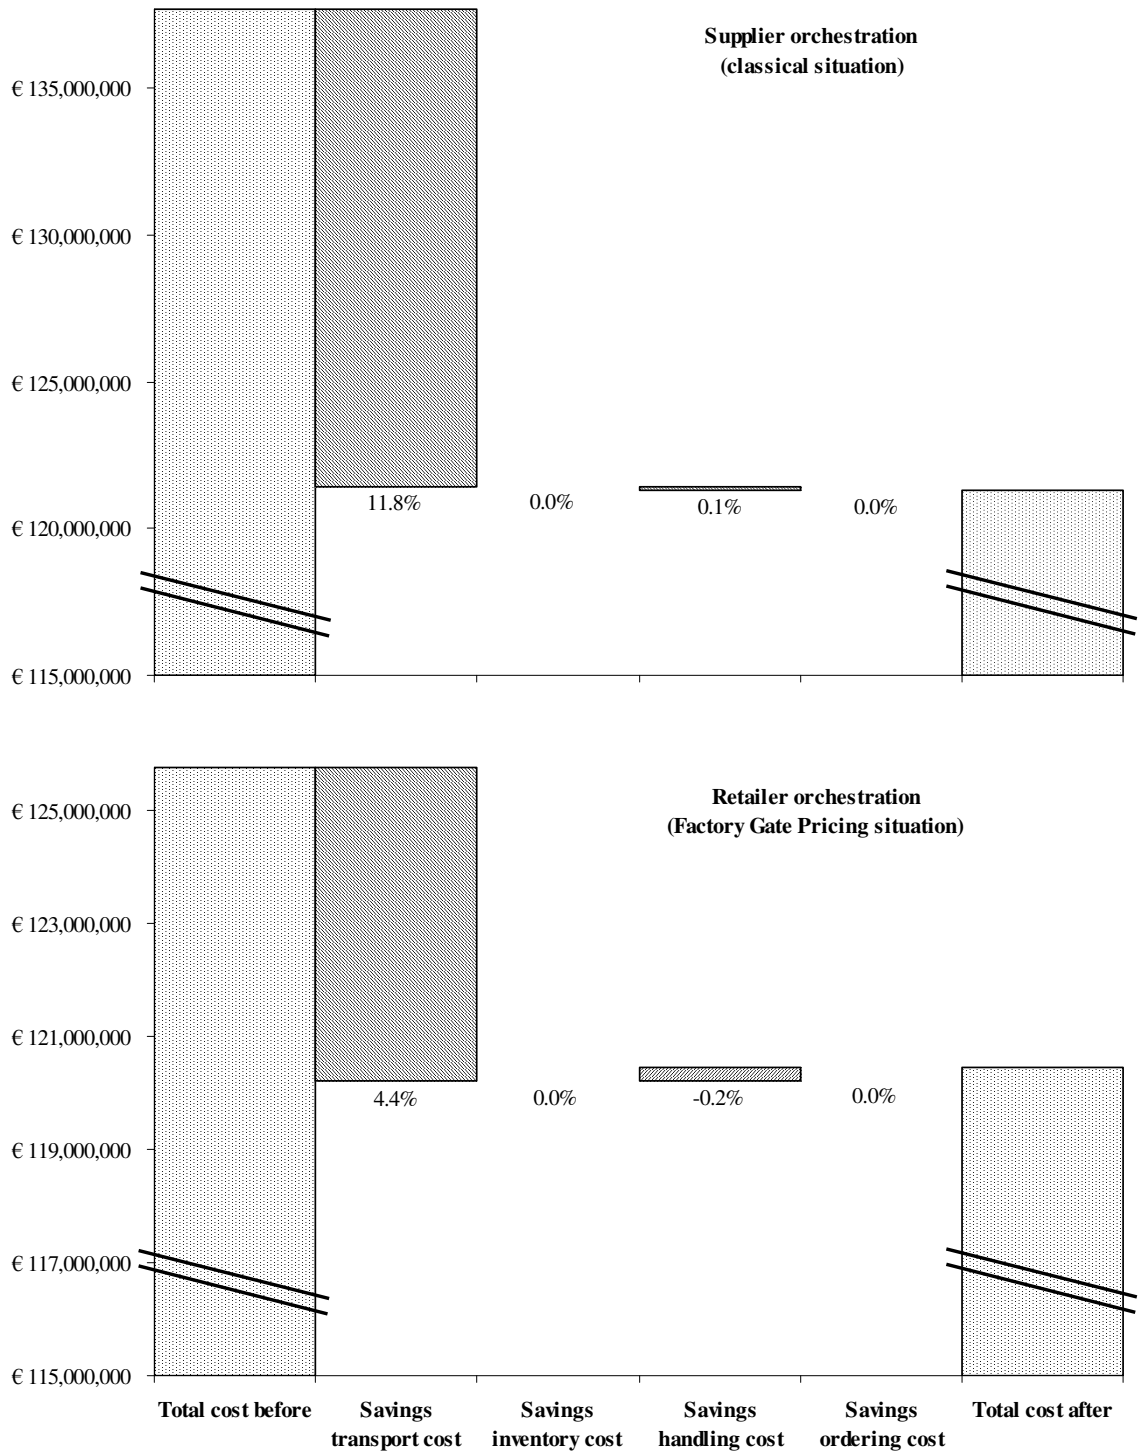 Supplier orchestration
(classical situation)
€ 135,000,000
€ 130,000,000
€ 125,000,000
€ 120,000,000
€ 115,000,000
11.8%
0.0%
0.1%
0.0%
Retailer orchestration
(Factory Gate Pricing situation)
€ 125,000,000
€ 123,000,000
€ 121,000,000
€ 119,000,000
€ 117,000,000
€ 115,000,000
4.4%
0.0%
-0.2%
0.0%
Total cost before
Savings
transport cost
Savings
inventory cost
Savings
handling cost
Savings
ordering cost
Total cost after